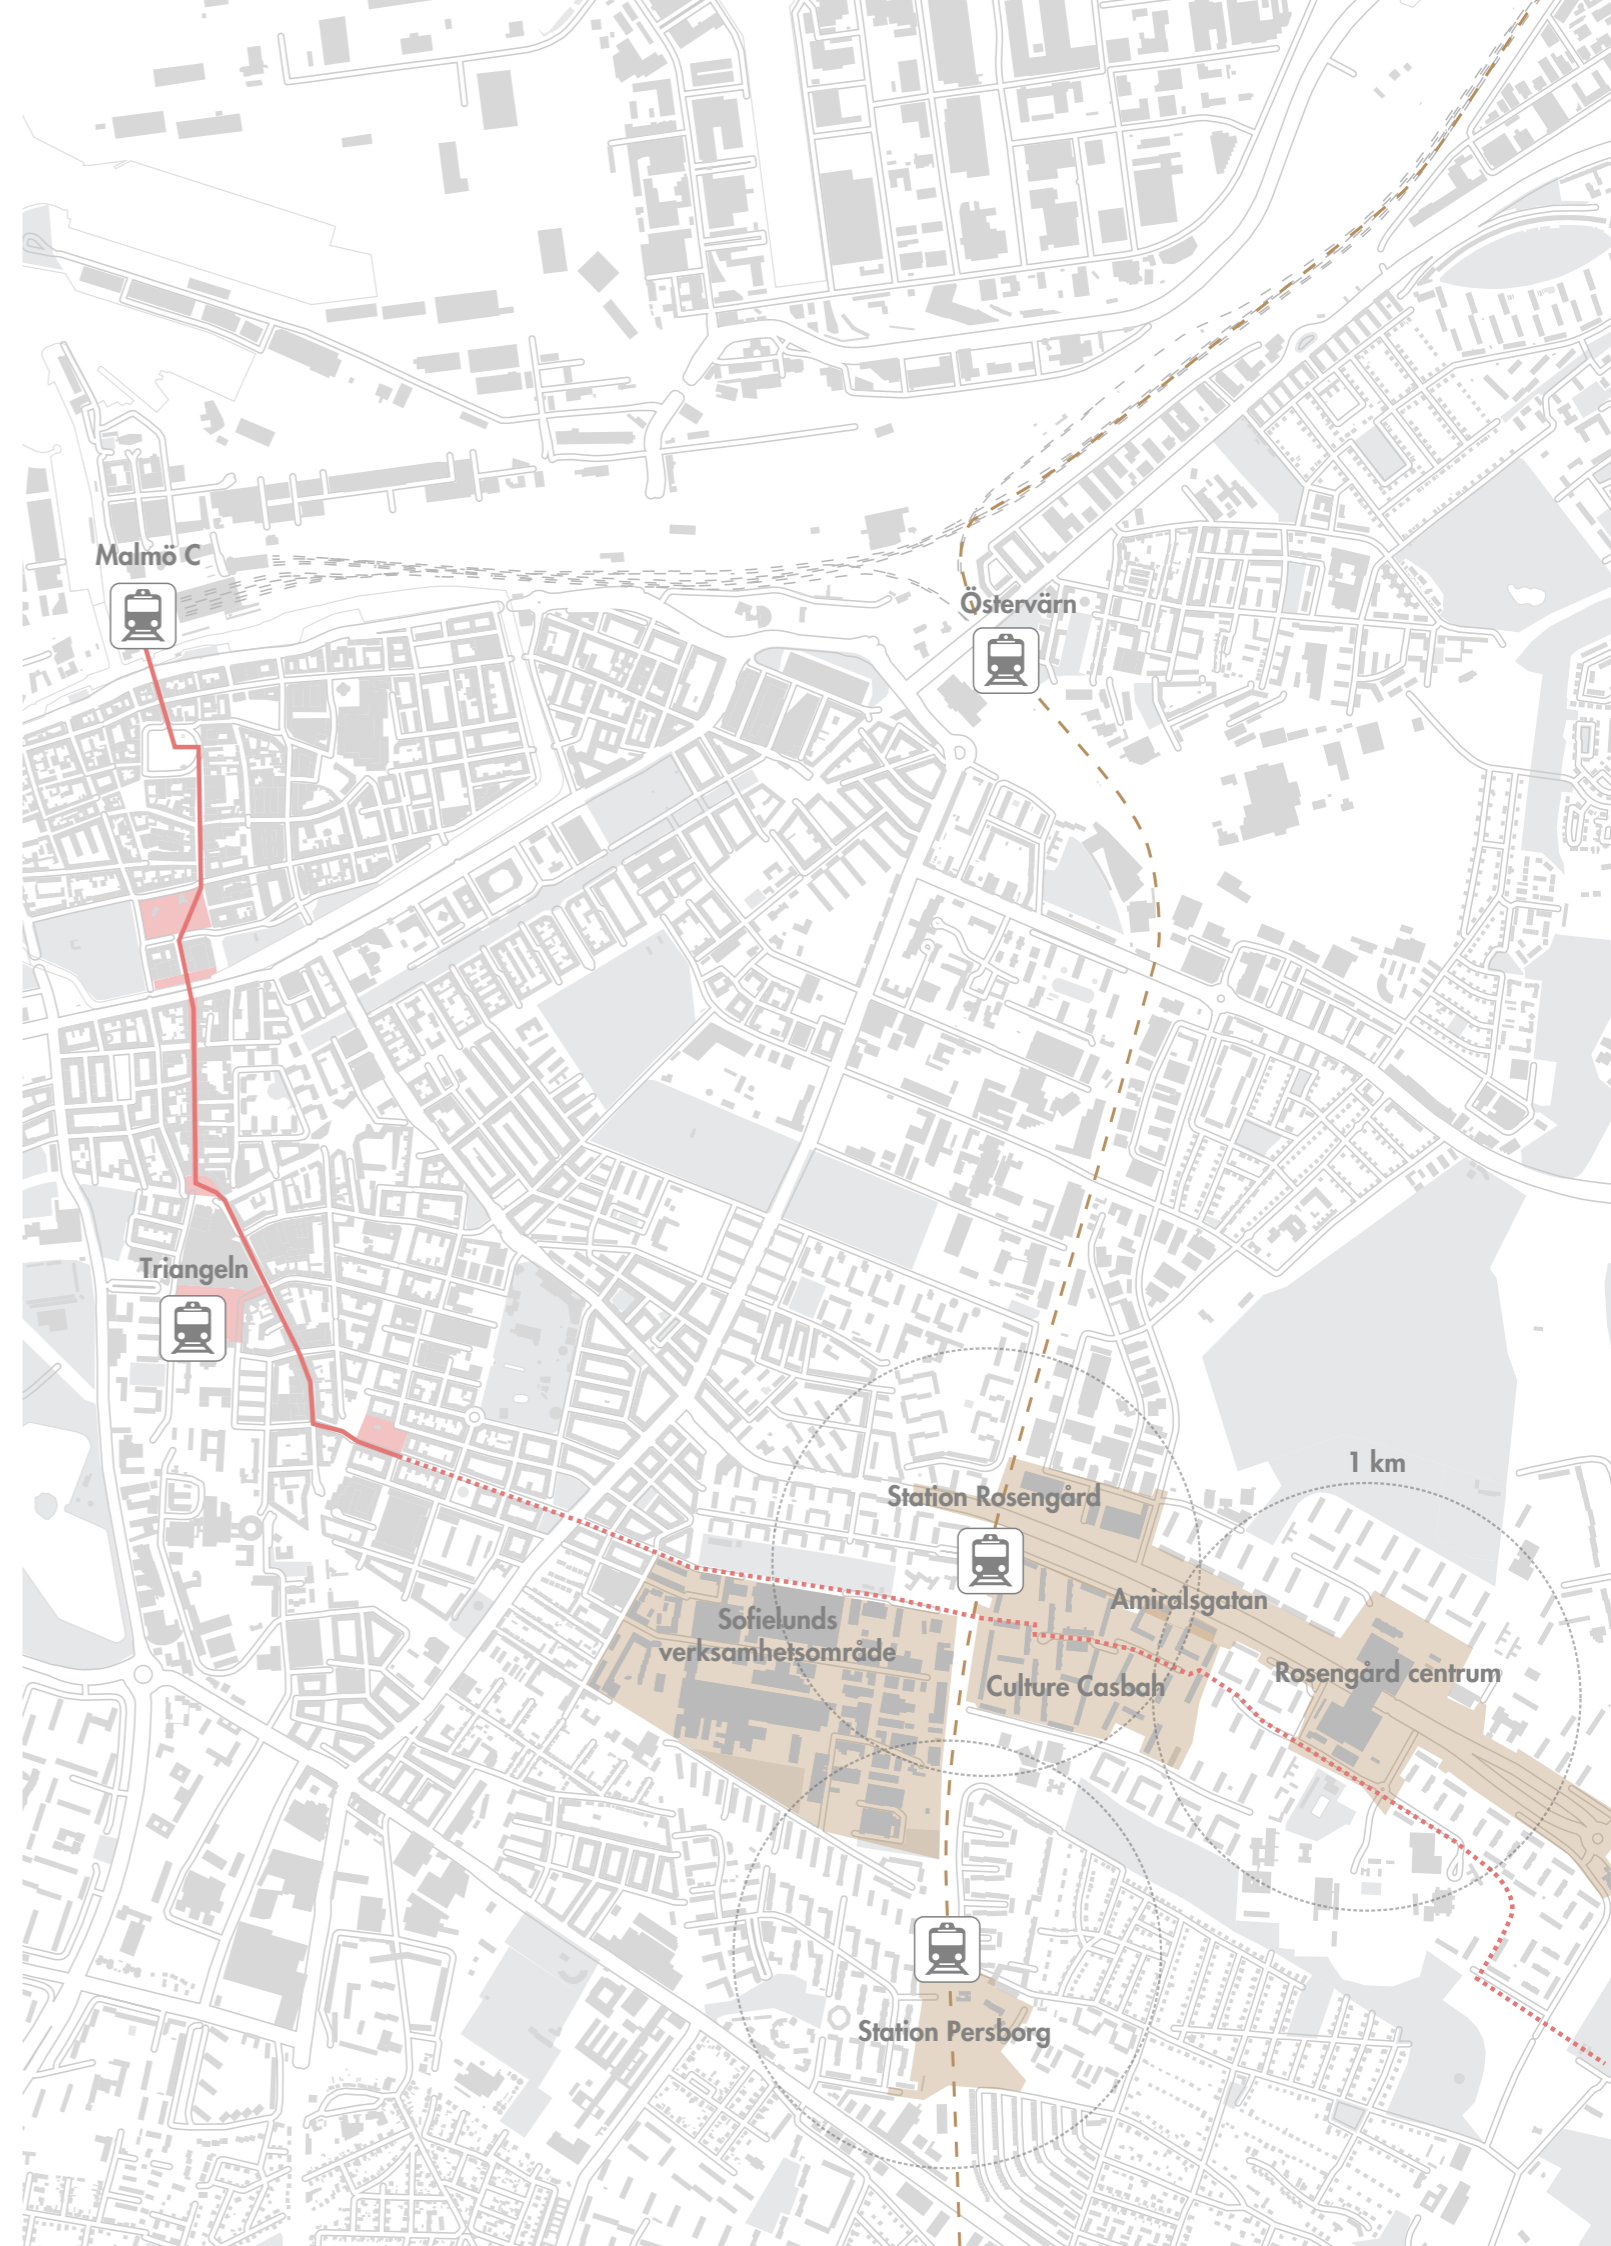 Malmö C
Östervärn
Triangeln
1 km
Station Rosengård
Amiralsgatan
Sofielunds
verksamhetsområde
Culture Casbah
Rosengård centrum
Station Persborg